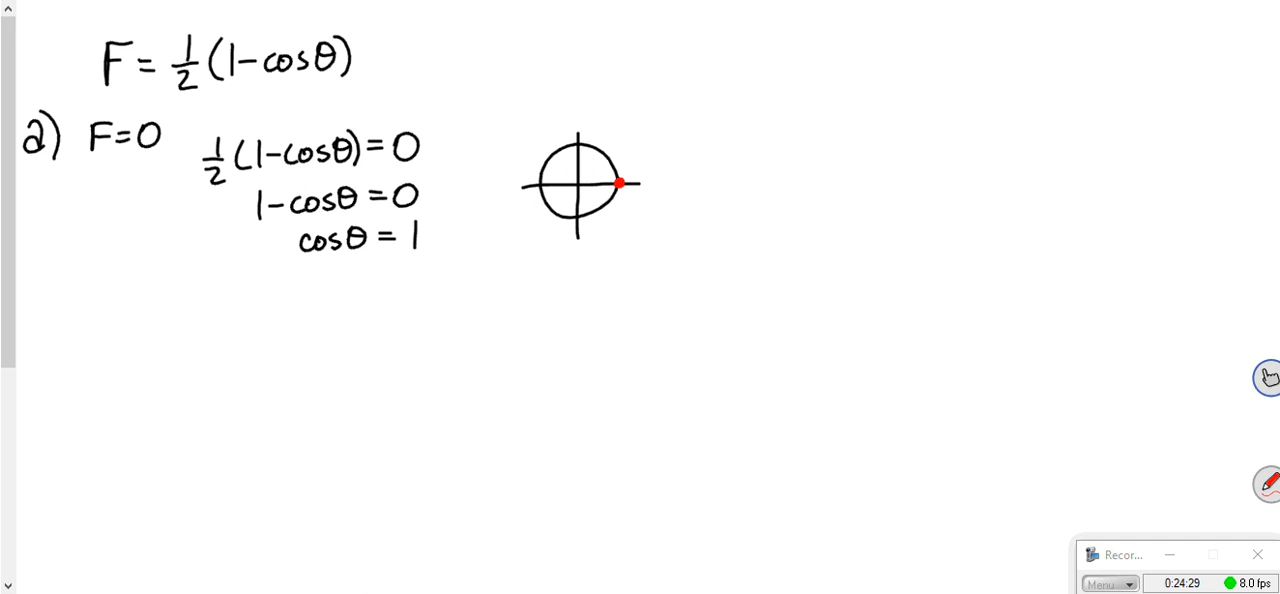 F = 1/2 (1-cosθ)
a) F=0
1/2 (1-cosθ) = 0
1-cosθ = 0
cosθ = 1
Recor...
Menu
0:24:29
8.0 fps